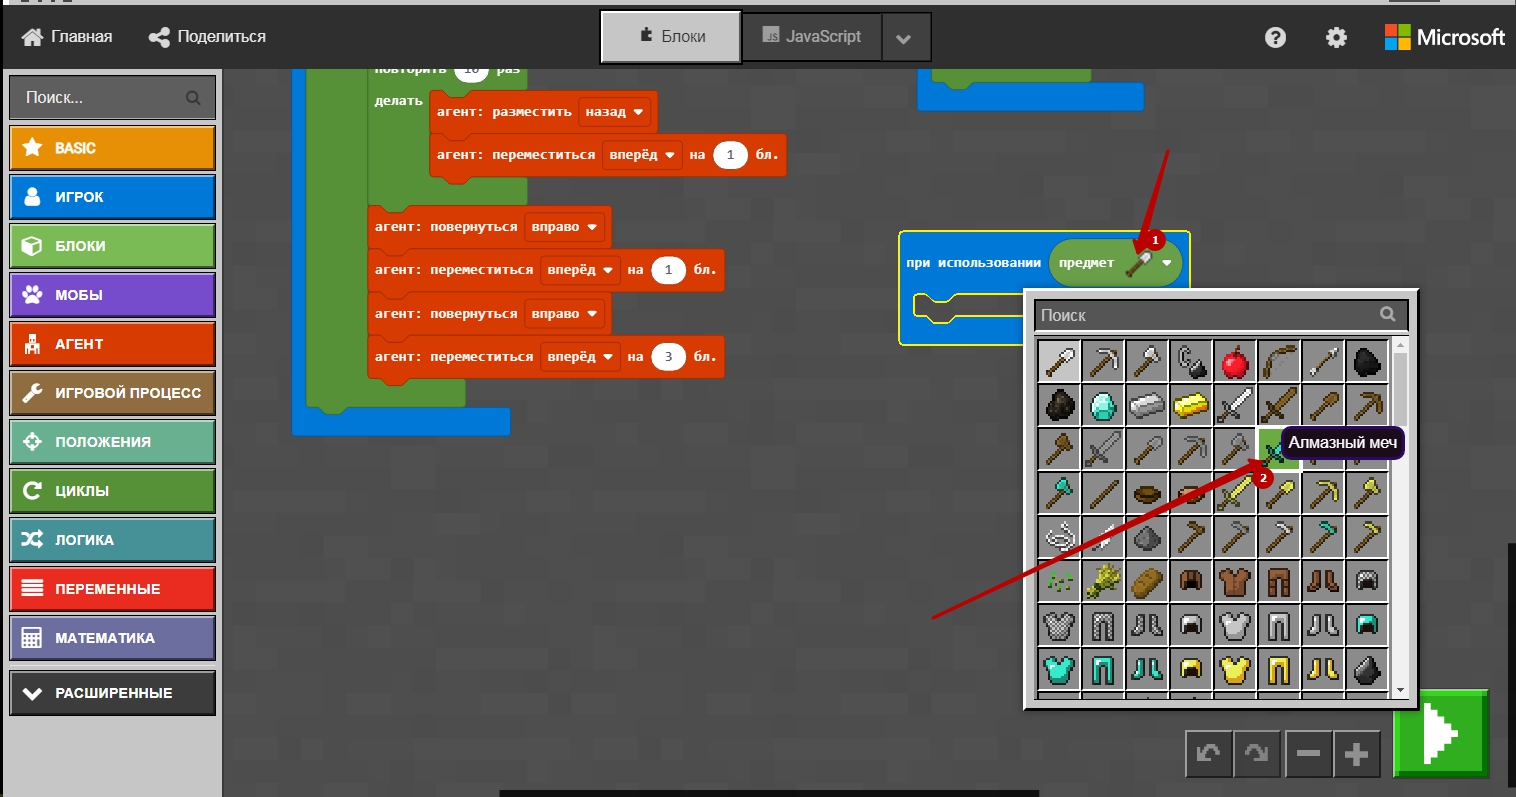 Главная
Поделиться
Блоки
JS JavaScript
?
Microsoft
Поиск...
BASIC
ИГРОК
БЛОКИ
МОБЫ
АГЕНТ
ИГРОВОЙ ПРОЦЕСС
ПОЛОЖЕНИЯ
ЦИКЛЫ
ЛОГИКА
ПЕРЕМЕННЫЕ
МАТЕМАТИКА
РАСШИРЕННЫЕ
повторить 10 раз
делать
агент: разместить назад
агент: переместиться вперёд на 1 бл.
агент: повернуться вправо
агент: переместиться вперёд на 1 бл.
агент: повернуться вправо
агент: переместиться вперёд на 3 бл.
1
при использовании предмет
Поиск
Алмазный меч
2